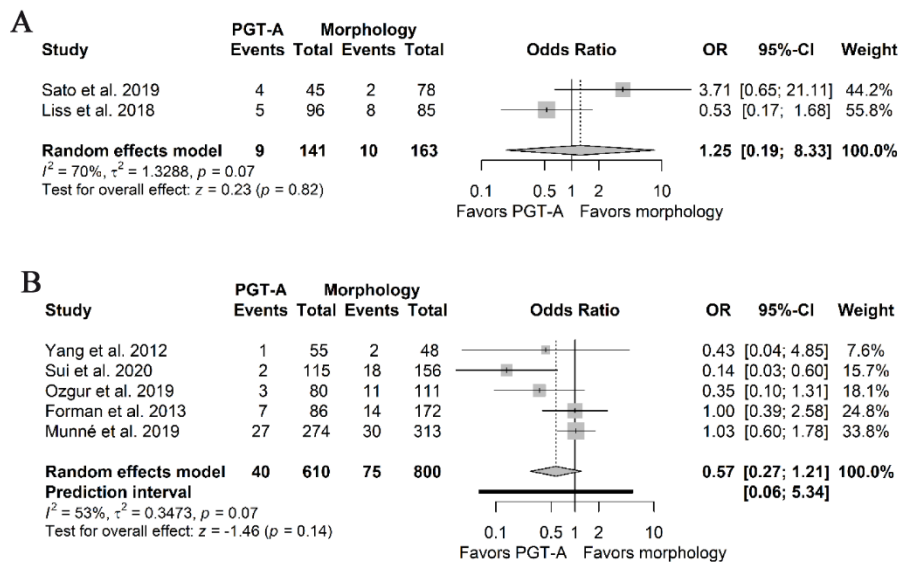 A
PGT-A Morphology
Study Events Total Events Total Odds Ratio OR 95%-CI Weight
Sato et al. 2019 4 45 2 78 3.71 [0.65; 21.11] 44.2%
Liss et al. 2018 5 96 8 85 0.53 [0.17; 1.68] 55.8%
Random effects model 9 141 10 163 1.25 [0.19; 8.33] 100.0%
I² = 70%, τ² = 1.3288, p = 0.07
Test for overall effect: z = 0.23 (p = 0.82)
0.1 0.5 1 2 10
Favors PGT-A Favors morphology
B
PGT-A Morphology
Study Events Total Events Total Odds Ratio OR 95%-CI Weight
Yang et al. 2012 1 55 2 48 0.43 [0.04; 4.85] 7.6%
Sui et al. 2020 2 115 18 156 0.14 [0.03; 0.60] 15.7%
Ozgur et al. 2019 3 80 11 111 0.35 [0.10; 1.31] 18.1%
Forman et al. 2013 7 86 14 172 1.00 [0.39; 2.58] 24.8%
Munné et al. 2019 27 274 30 313 1.03 [0.60; 1.78] 33.8%
Random effects model 40 610 75 800 0.57 [0.27; 1.21] 100.0%
Prediction interval [0.06; 5.34]
I² = 53%, τ² = 0.3473, p = 0.07
Test for overall effect: z = -1.46 (p = 0.14)
0.1 0.5 1 2 10
Favors PGT-A Favors morphology